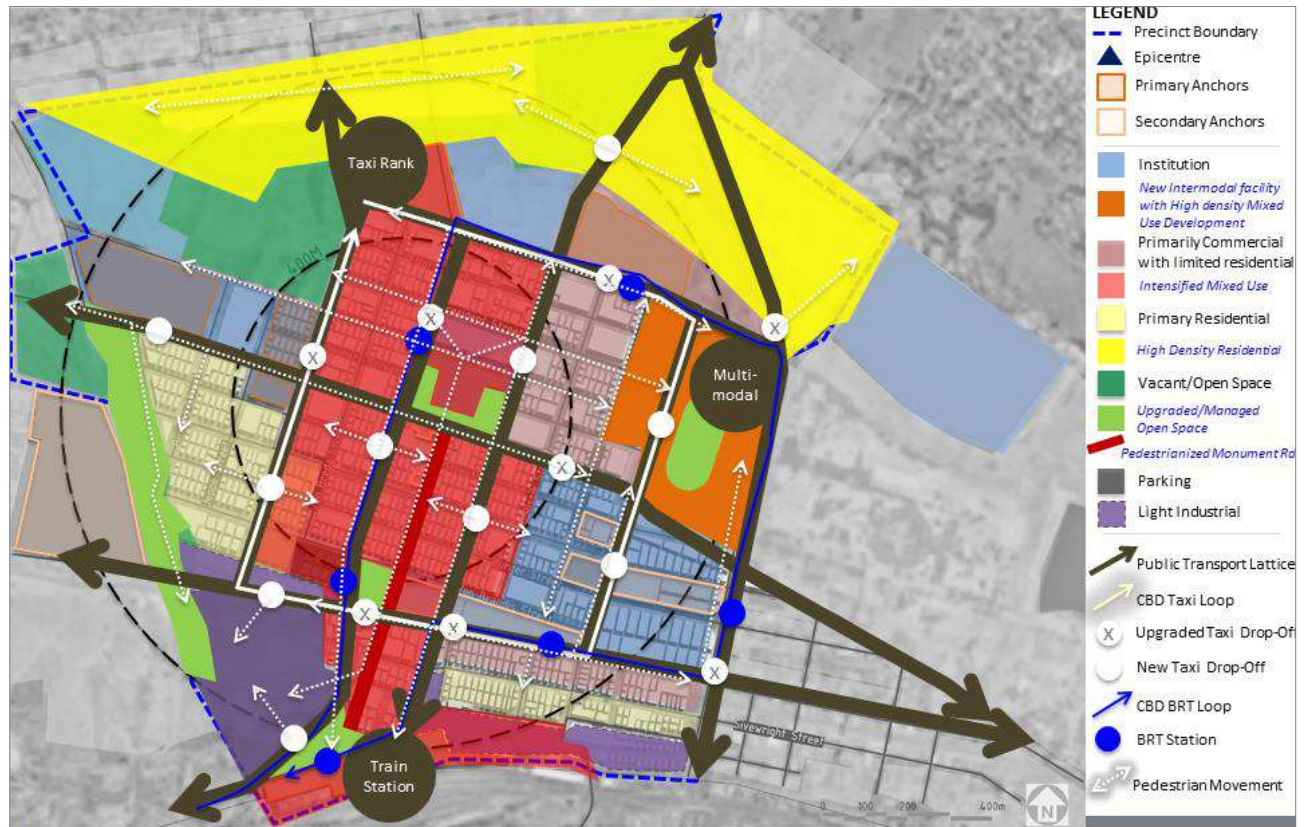 LEGEND
Precinct Boundary
Epicentre
Primary Anchors
Secondary Anchors
Institution
New Intermodal facility
with High density Mixed
Use Development
Primarily Commercial
with limited residential
Intensified Mixed Use
Primary Residential
High Density Residential
Vacant/Open Space
Upgraded/Managed
Open Space
Pedestrianized Monument Rd
Parking
Light Industrial
Public Transport Lattice
CBD Taxi Loop
X
Upgraded Taxi Drop-Off
New Taxi Drop-Off
CBD BRT Loop
BRT Station
Pedestrian Movement
Taxi Rank
400M
X
X
X
X
X
Multi-
modal
X
X
X
X
X
Train
Station
Sivewright Street
0 100 200 400m
N